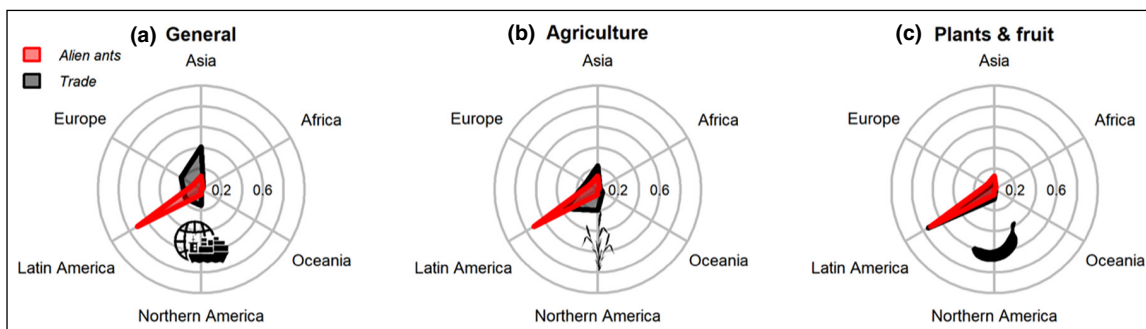 (a) General
Alien ants
Trade
Asia
Europe
Africa
0.2 0.6
Latin America
Oceania
Northern America
(b) Agriculture
Asia
Europe
Africa
0.2 0.6
Latin America
Oceania
Northern America
(c) Plants & fruit
Asia
Europe
Africa
0.2 0.6
Latin America
Oceania
Northern America